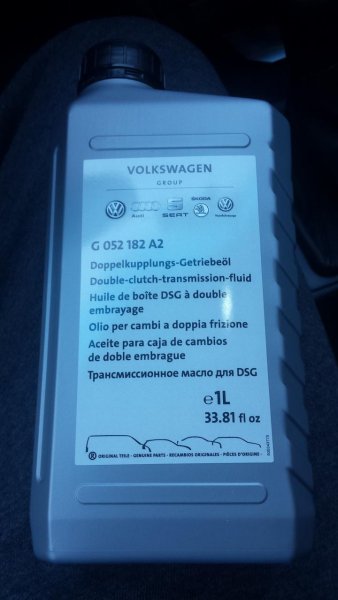 VOLKSWAGEN
GROUP
Audi
SEAT
ŠKODA
Nutzfahrzeuge
G 052 182 A2
Doppelkupplungs-Getriebeöl
Double-clutch-transmission-fluid
Huile de boîte DSG à double
embrayage
Olio per cambi a doppia frizione
Aceite para caja de cambios
de doble embrague
Трансмиссионное масло для DSG
℮1L
33.81 fl oz
® ORIGINAL TEILE · GENUINE PARTS · RECAMBIOS ORIGINALES · PIÈCES D'ORIGINE ·